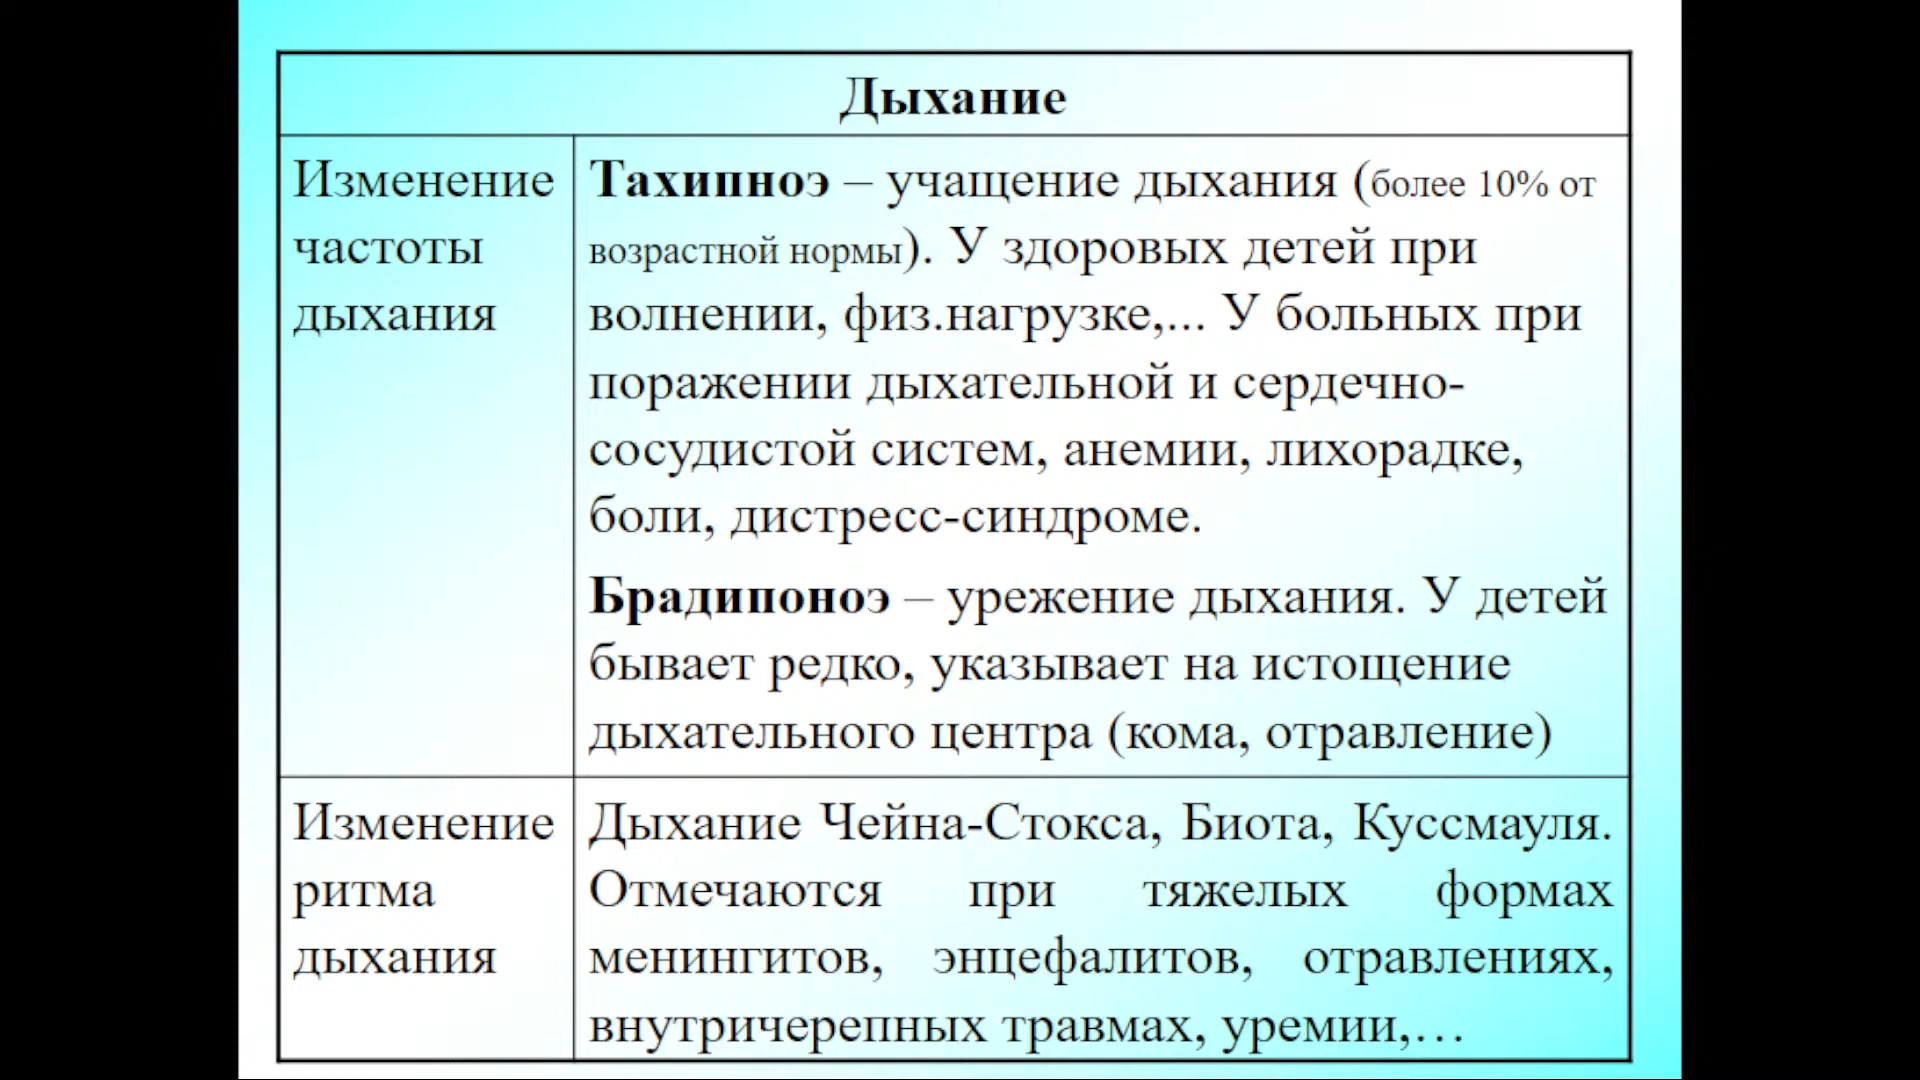 Дыхание
Изменение
частоты
дыхания
Тахипноэ – учащение дыхания (более 10% от
возрастной нормы). У здоровых детей при
волнении, физ.нагрузке,... У больных при
поражении дыхательной и сердечно-
сосудистой систем, анемии, лихорадке,
боли, дистресс-синдроме.
Брадипоноэ – урежение дыхания. У детей
бывает редко, указывает на истощение
дыхательного центра (кома, отравление)
Изменение
ритма
дыхания
Дыхание Чейна-Стокса, Биота, Куссмауля.
Отмечаются при тяжелых формах
менингитов, энцефалитов, отравлениях,
внутричерепных травмах, уремии,…